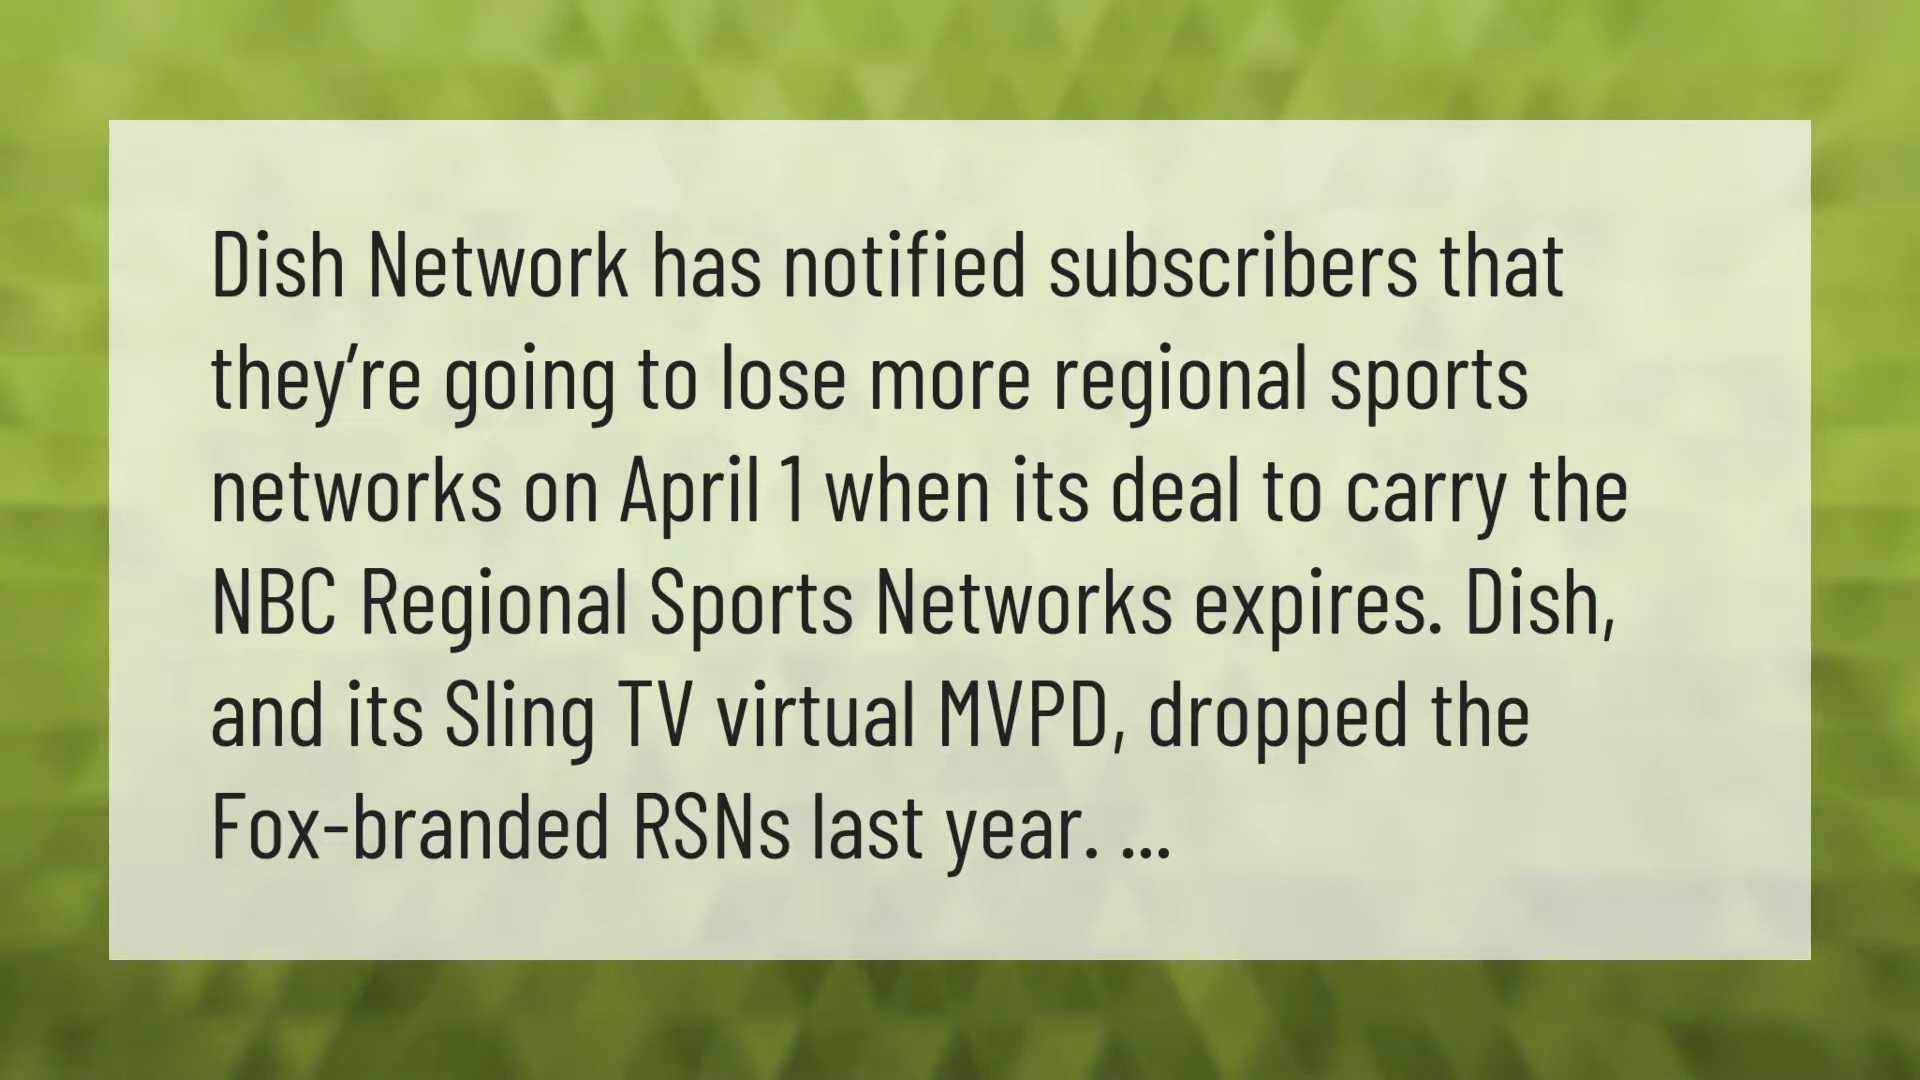 Dish Network has notified subscribers that
they’re going to lose more regional sports
networks on April 1 when its deal to carry the
NBC Regional Sports Networks expires. Dish,
and its Sling TV virtual MVPD, dropped the
Fox-branded RSNs last year. ...